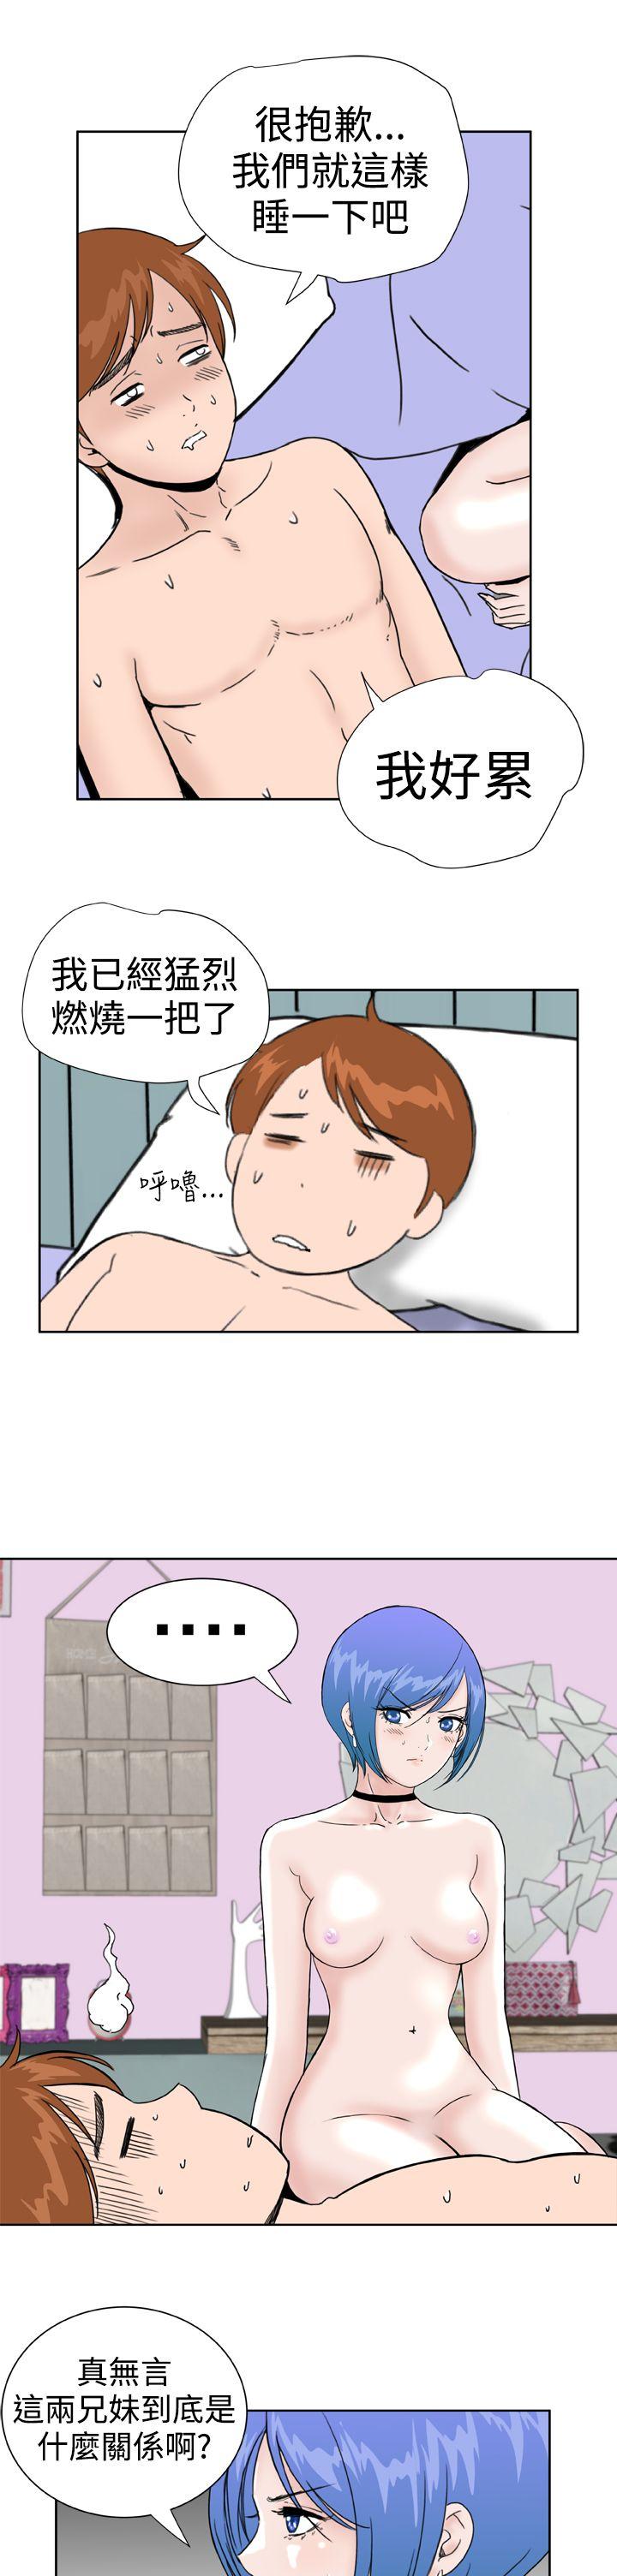 很抱歉...
我們就這樣
睡一下吧
我好累
我已經猛烈
燃燒一把了
呼嚕...
....
真無言
這兩兄妹到底是
什麼關係啊?